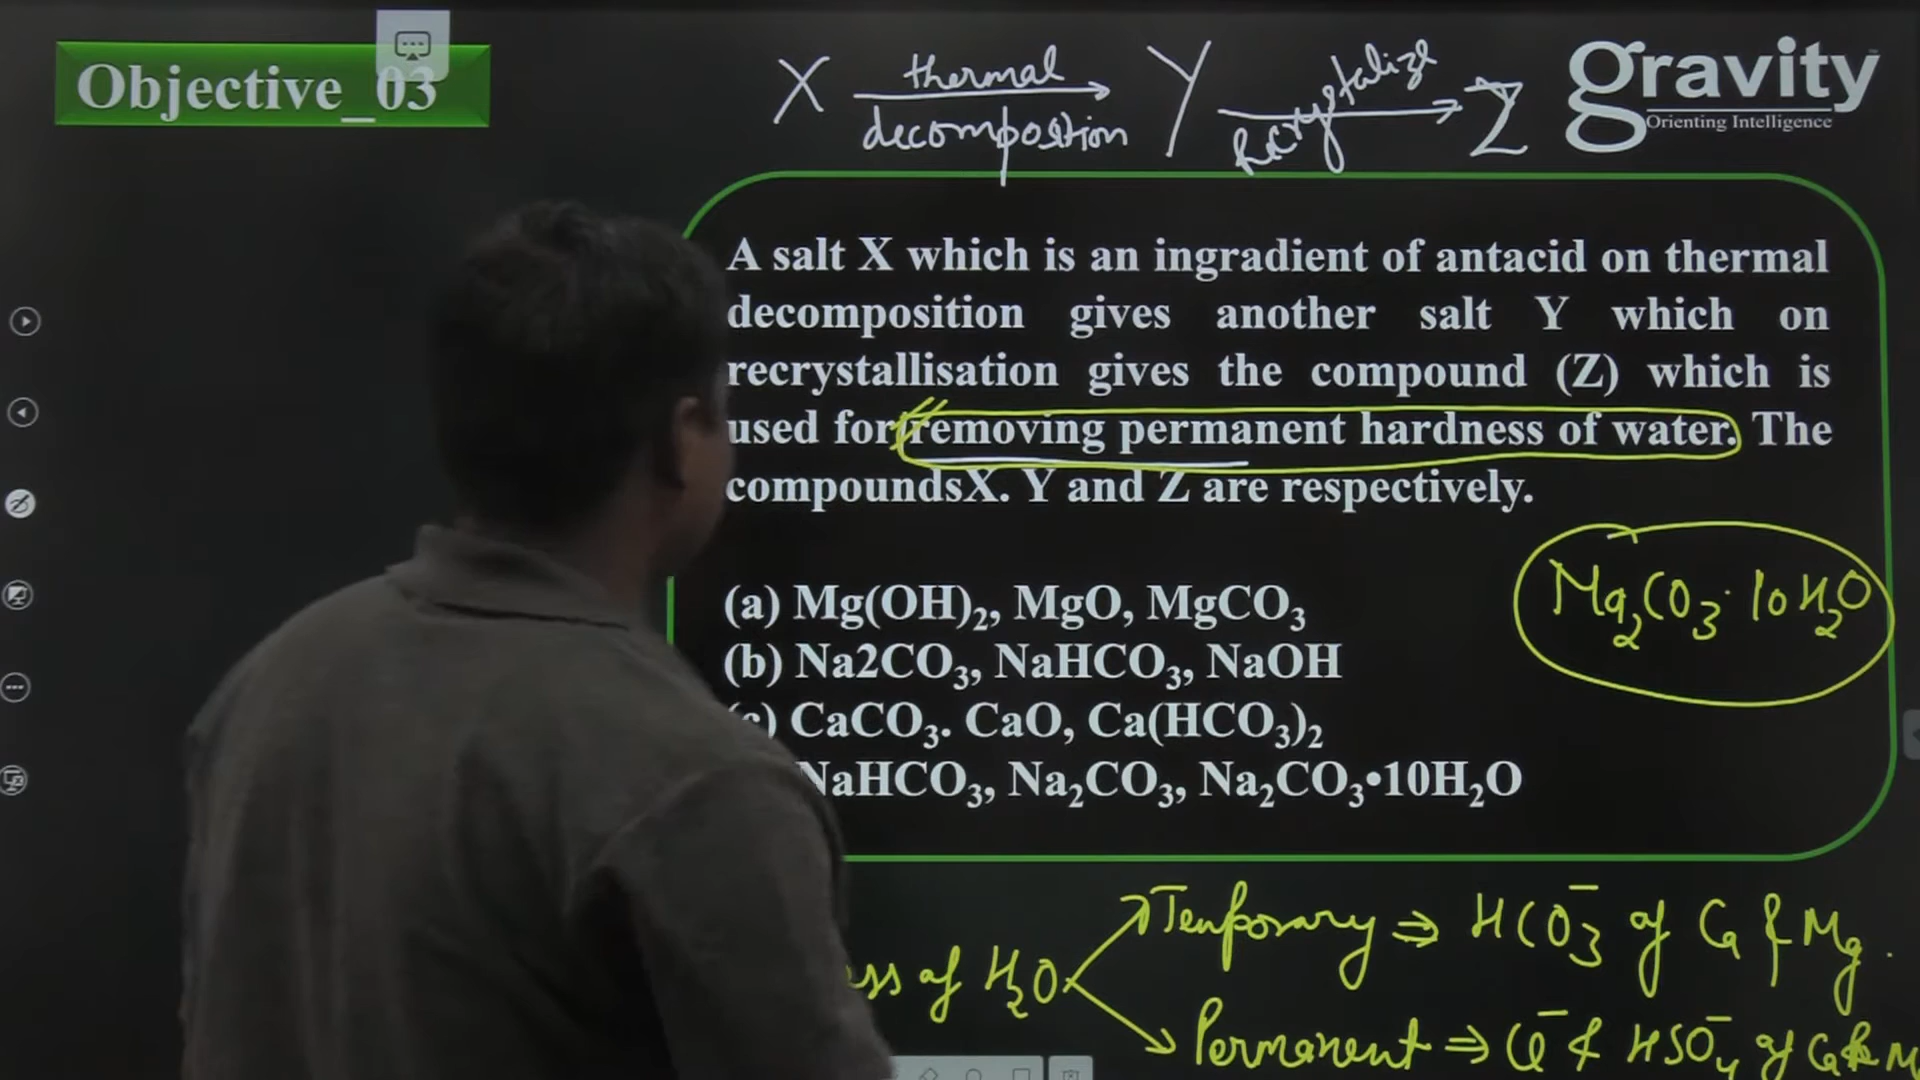 Objective_03
X thermal decomposition Y Recrystalize Z
gravity
Orienting Intelligence
A salt X which is an ingradient of antacid on thermal
decomposition gives another salt Y which on
recrystallisation gives the compound (Z) which is
used for removing permanent hardness of water. The
compoundsX. Y and Z are respectively.
(a) Mg(OH)₂, MgO, MgCO₃
(b) Na2CO₃, NaHCO₃, NaOH
(c) CaCO₃. CaO, Ca(HCO₃)₂
NaHCO₃, Na₂CO₃, Na₂CO₃•10H₂O
CO₃·10H₂O
of H₂O
Temporary ⇒ HCO₃⁻ of Ca & Mg.
Permanent ⇒ Cl⁻ & HSO₄⁻ of Ca & M